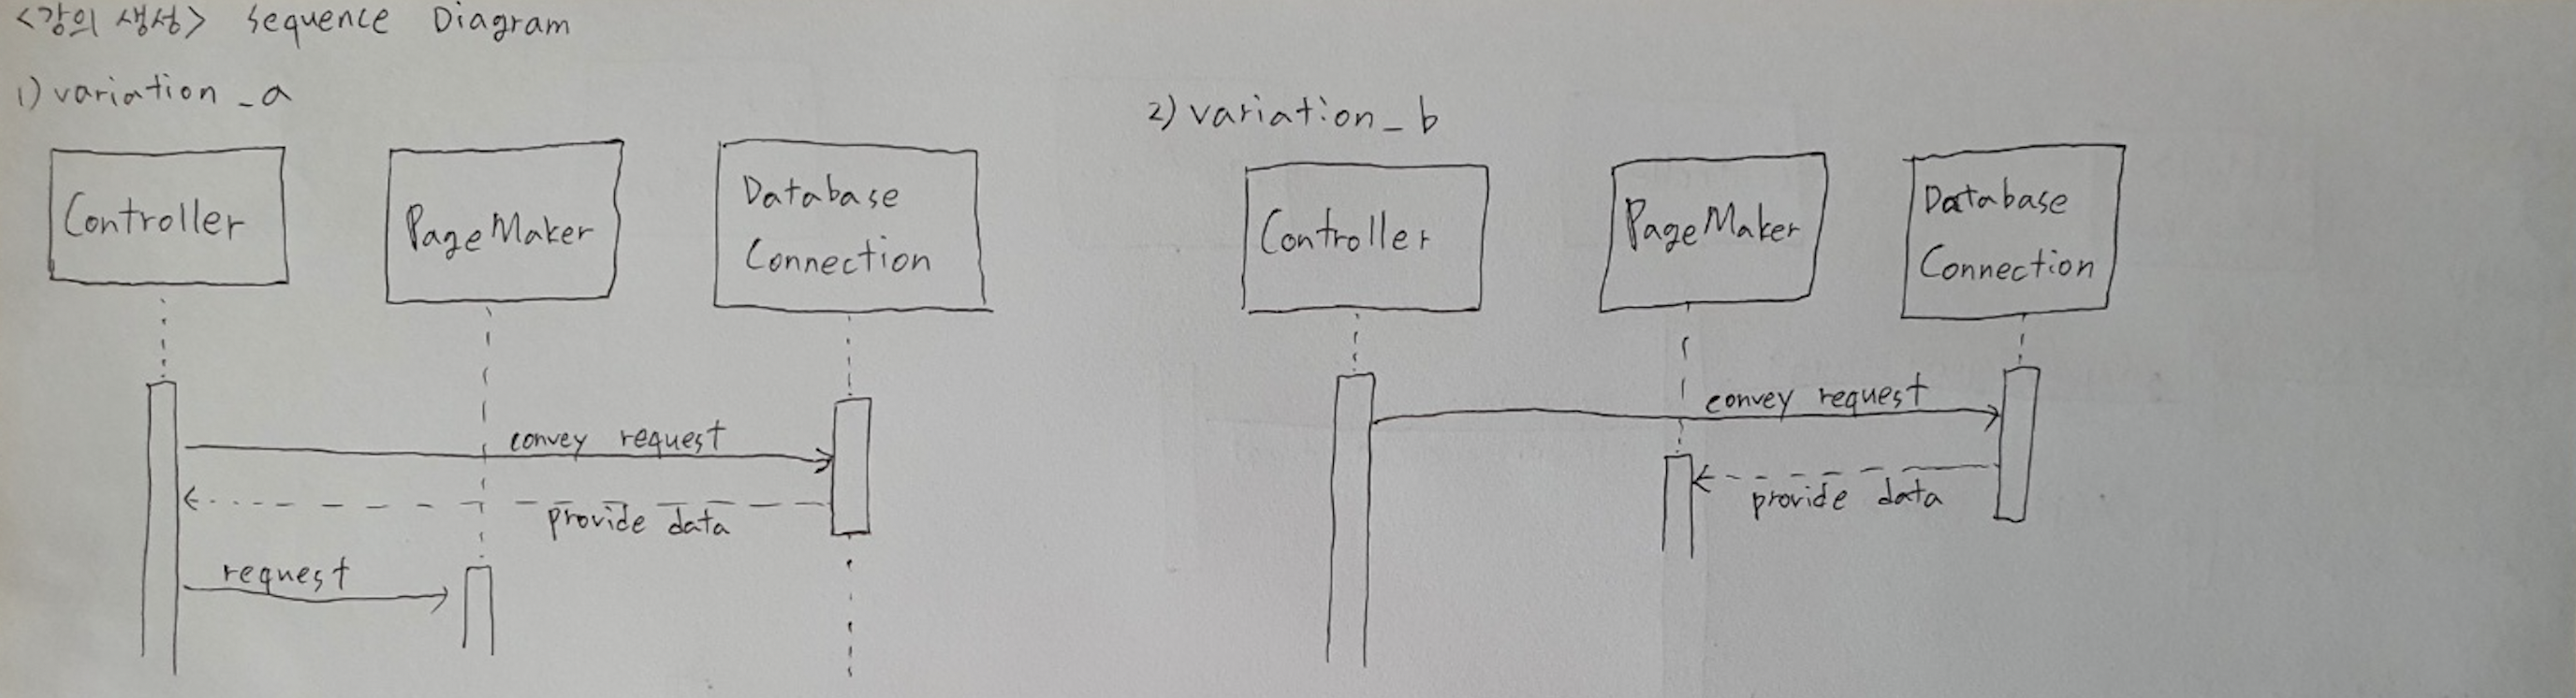 <강의 생성> Sequence Diagram
1) variation_a
Controller
PageMaker
Database
Connection
convey request
provide data
request
2) variation_b
Controller
PageMaker
Database
Connection
convey request
provide data